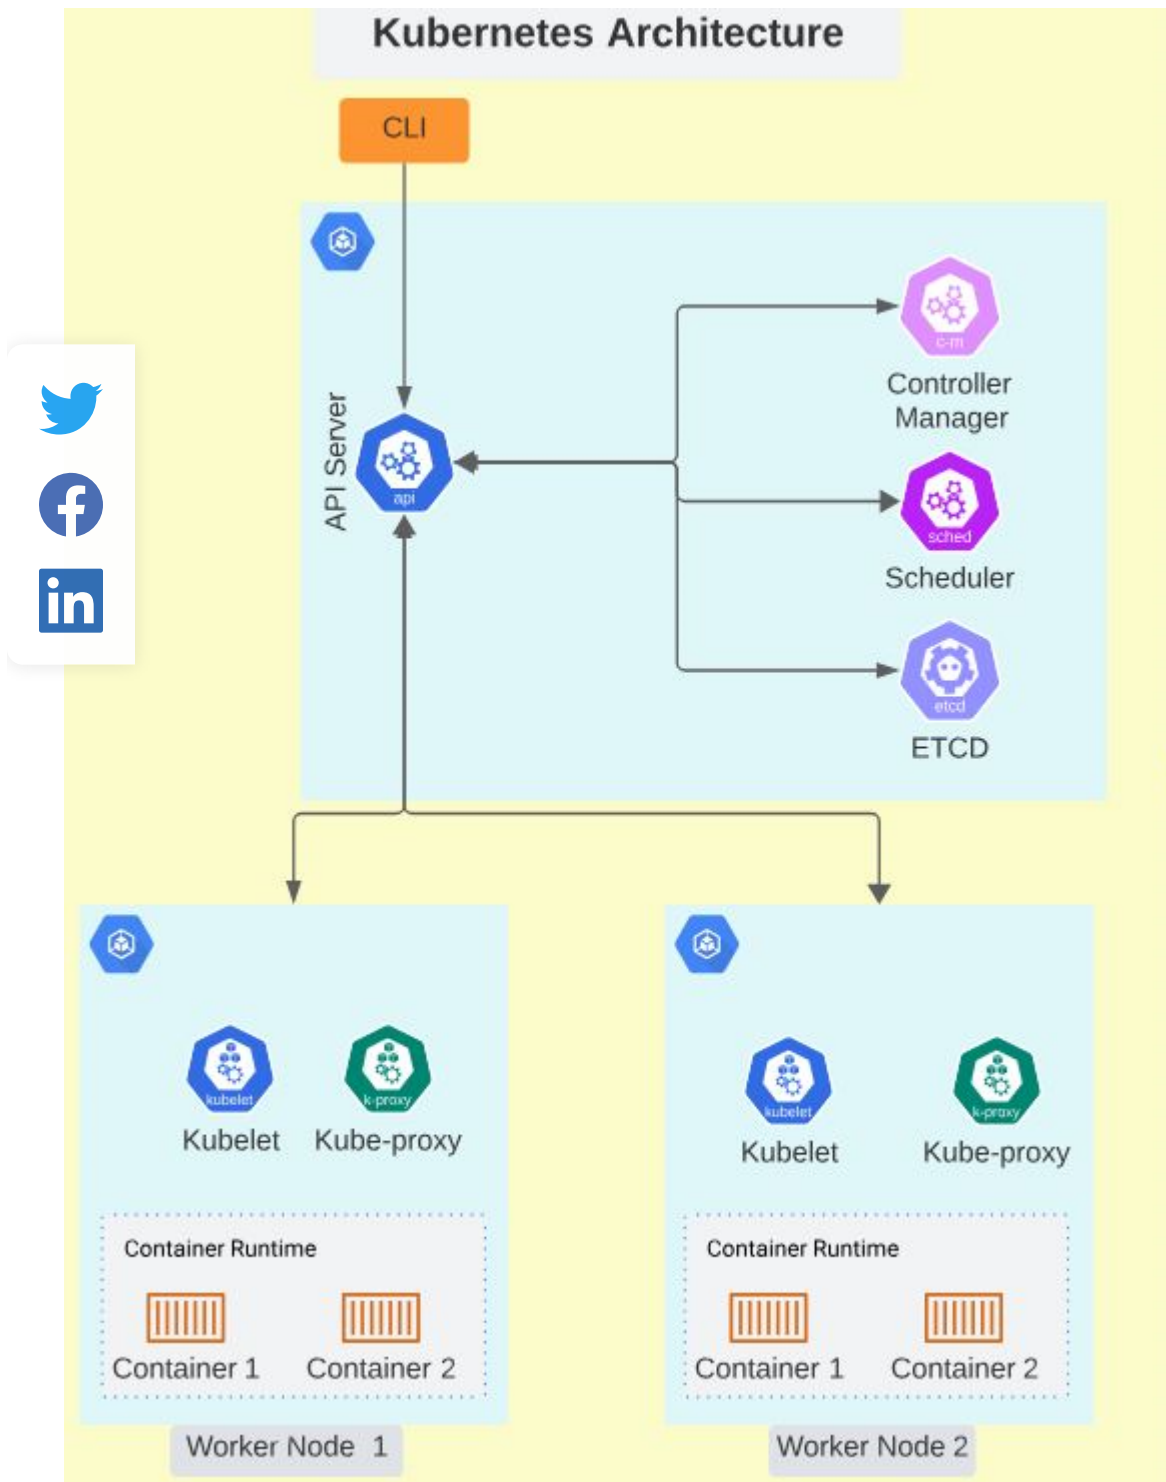 Kubernetes Architecture
CLI
c-m
Controller
Manager
API Server
api
sched
Scheduler
etcd
ETCD
in
kubelet
Kubelet
k-proxy
Kube-proxy
Container Runtime
Container 1
Container 2
Worker Node 1
kubelet
Kubelet
k-proxy
Kube-proxy
Container Runtime
Container 1
Container 2
Worker Node 2